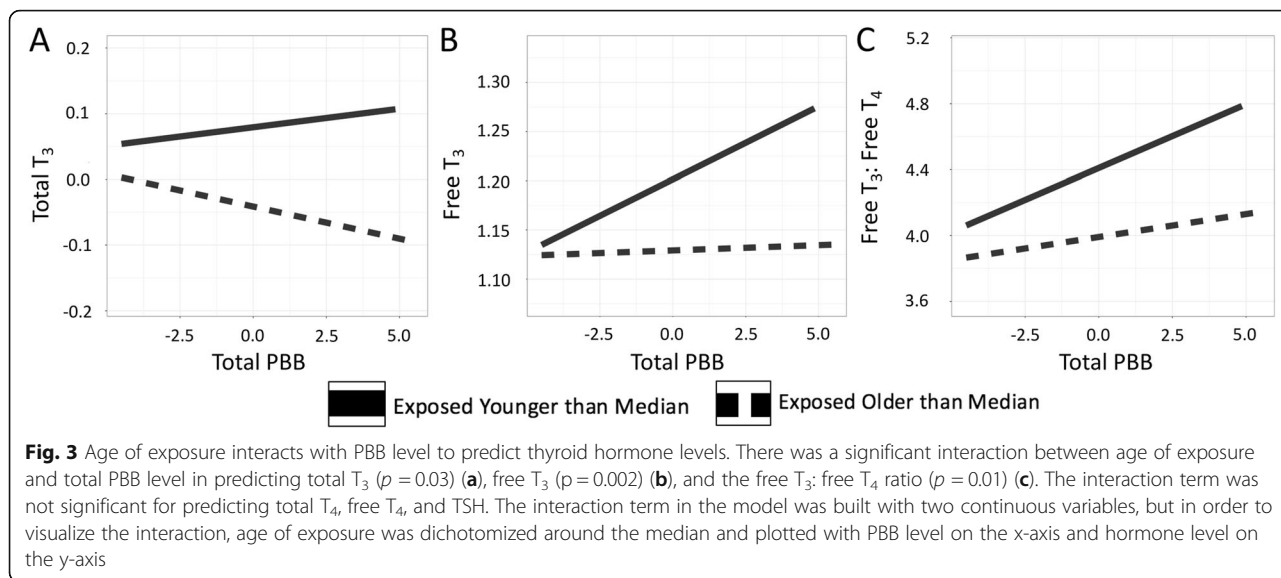 A
B
C
0.2
0.1
0.0
-0.1
-0.2
Total T3
-2.5 0.0 2.5 5.0
Total PBB
1.30
1.25
1.20
1.15
1.10
Free T3
-2.5 0.0 2.5 5.0
Total PBB
5.2
4.8
4.4
4.0
3.6
Free T3: Free T4
-2.5 0.0 2.5 5.0
Total PBB
Exposed Younger than Median
Exposed Older than Median
Fig. 3 Age of exposure interacts with PBB level to predict thyroid hormone levels. There was a significant interaction between age of exposure
and total PBB level in predicting total T3 (p = 0.03) (a), free T3 (p = 0.002) (b), and the free T3: free T4 ratio (p = 0.01) (c). The interaction term was
not significant for predicting total T4, free T4, and TSH. The interaction term in the model was built with two continuous variables, but in order to
visualize the interaction, age of exposure was dichotomized around the median and plotted with PBB level on the x-axis and hormone level on
the y-axis